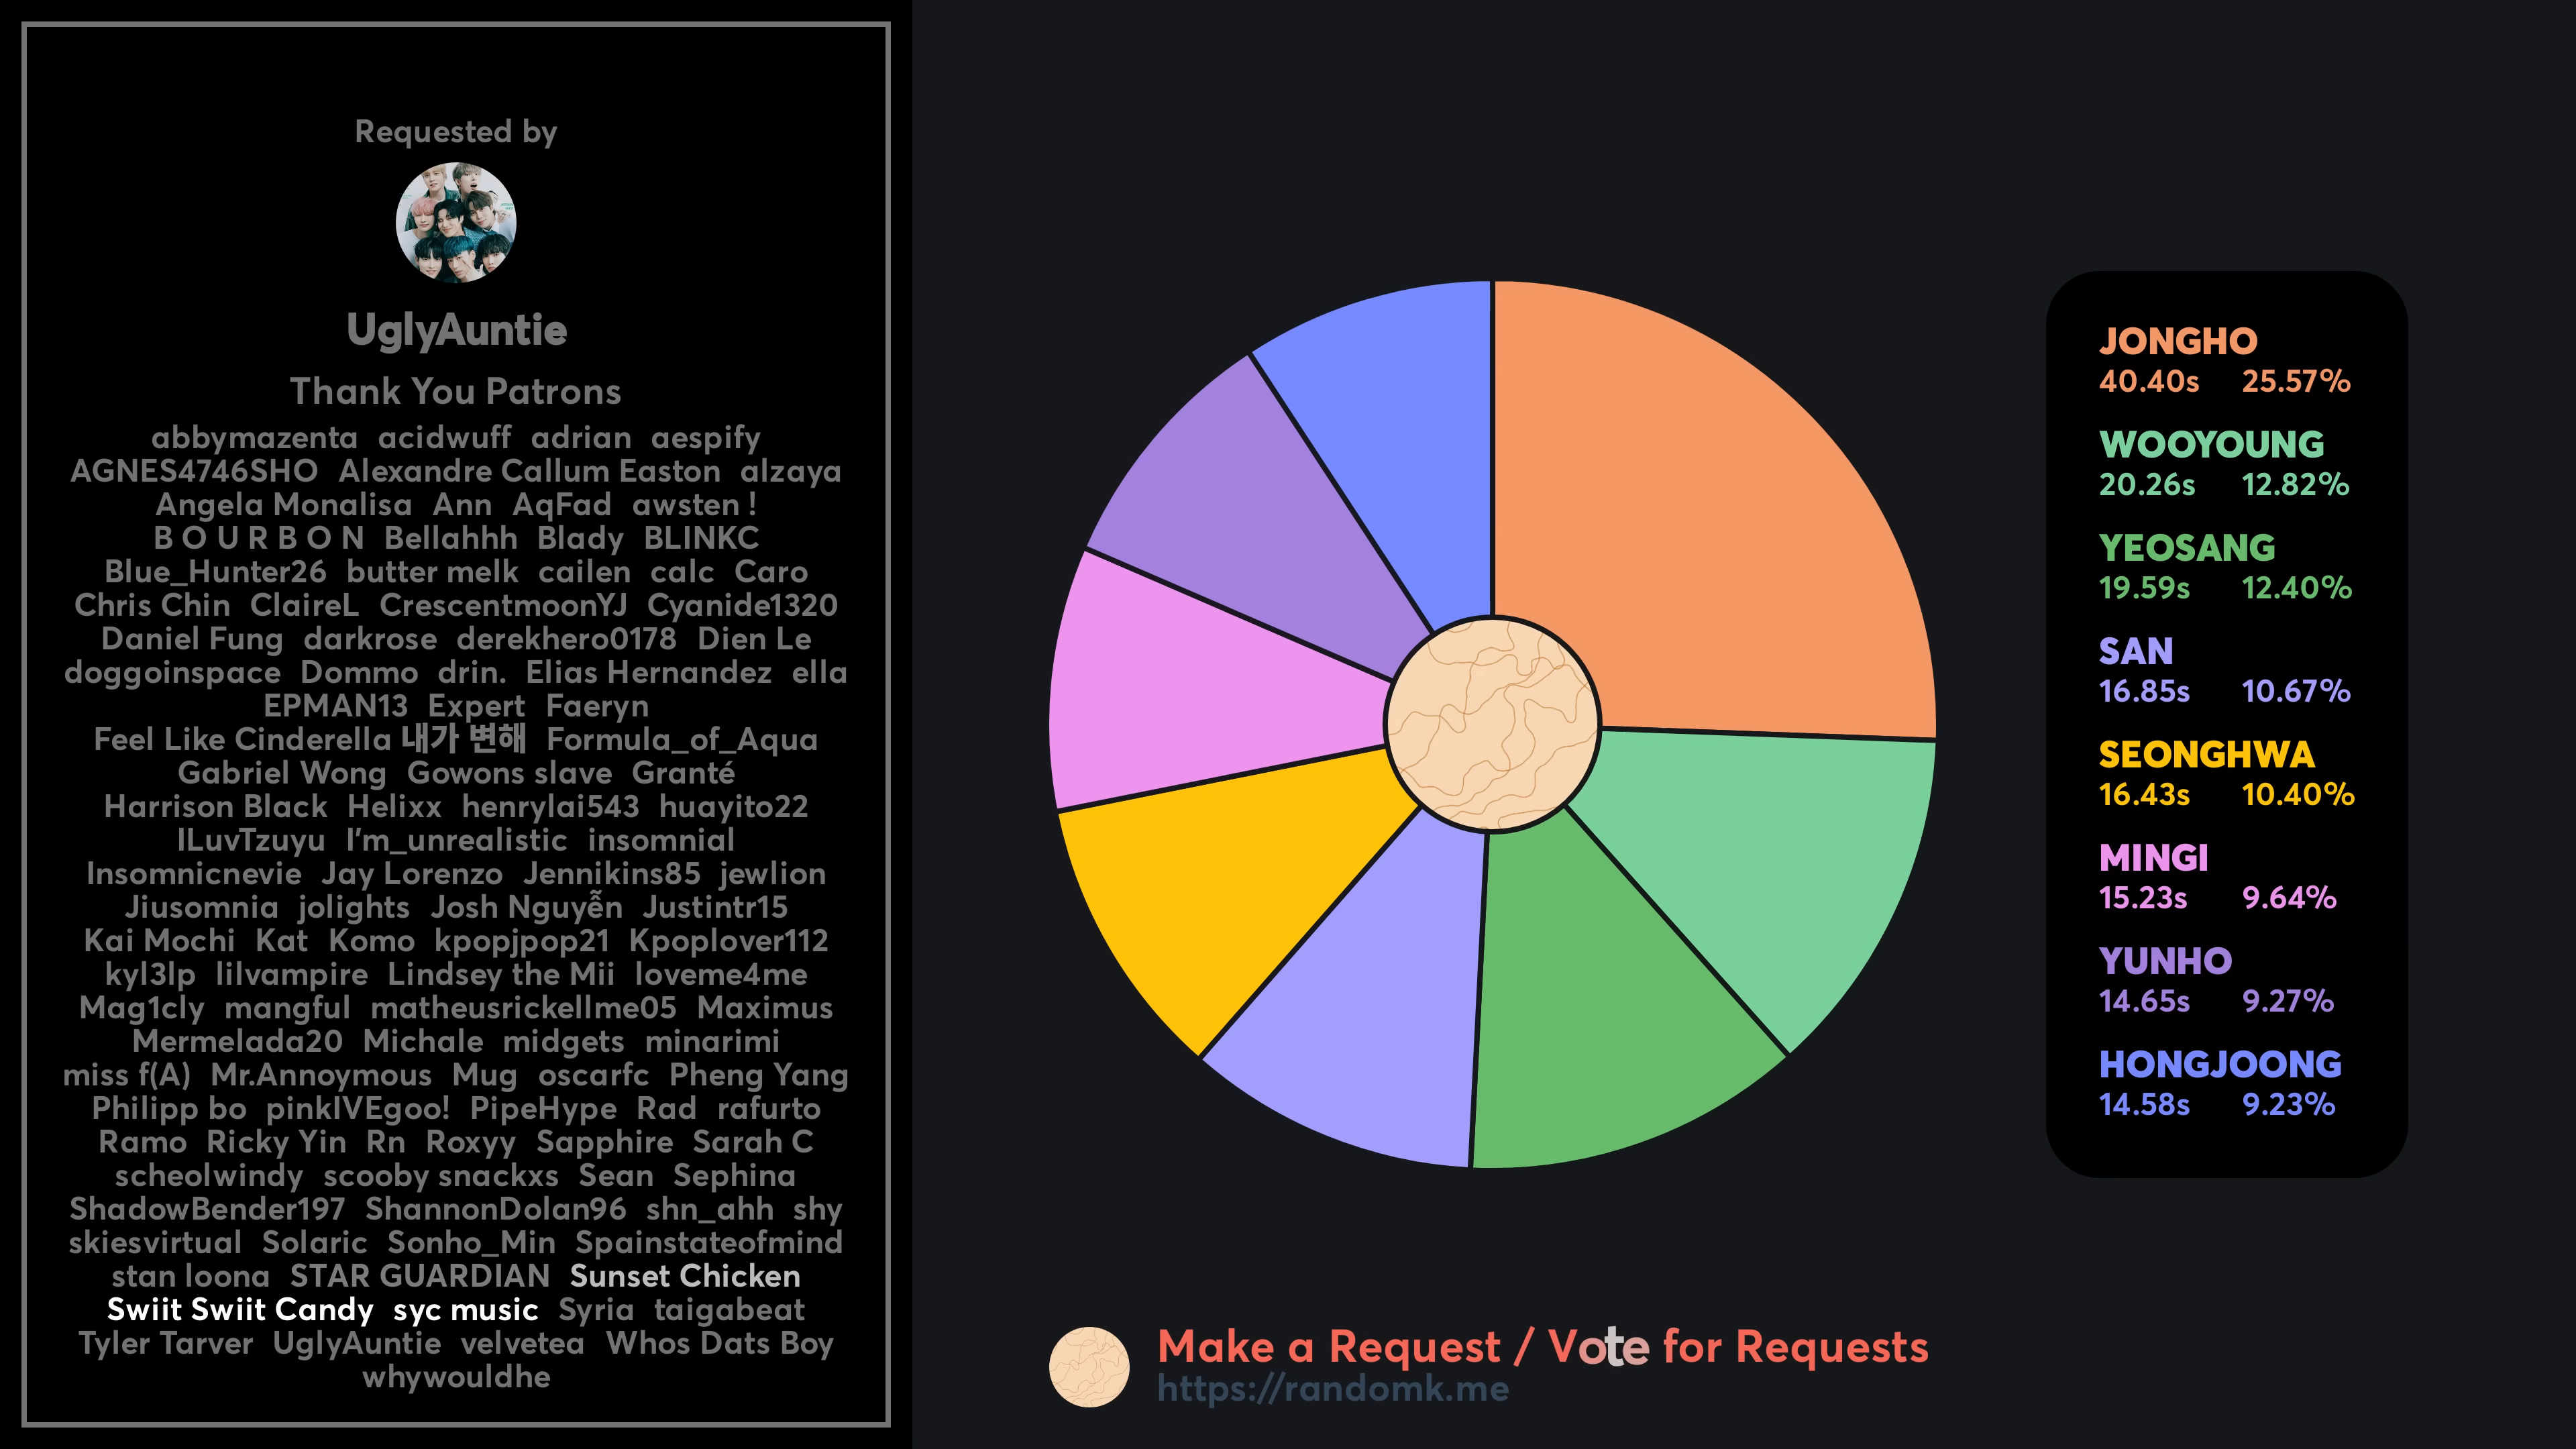 Requested by
UglyAuntie
Thank You Patrons
abbymazenta acidwuff adrian aespify
AGNES4746SHO Alexandre Callum Easton alzaya
Angela Monalisa Ann AqFad awsten !
B O U R B O N Bellahhh Blady BLINKC
Blue_Hunter26 butter melk cailen calc Caro
Chris Chin ClaireL CrescentmoonYJ Cyanide1320
Daniel Fung darkrose derekhero0178 Dien Le
doggoinspace Dommo drin. Elias Hernandez ella
EPMAN13 Expert Faeryn
Feel Like Cinderella 내가 변해 Formula_of_Aqua
Gabriel Wong Gowons slave Granté
Harrison Black Helixx henrylai543 huayito22
ILuvTzuyu I'm_unrealistic insomnial
Insomnicnevie Jay Lorenzo Jennikins85 jewlion
Jiusomnia jolights Josh Nguyễn Justintr15
Kai Mochi Kat Komo kpopjpop21 Kpoplover112
kyl3lp lilvampire Lindsey the Mii loveme4me
Mag1cly mangful matheusrickellme05 Maximus
Mermelada20 Michale midgets minarimi
miss f(A) Mr.Annoymous Mug oscarfc Pheng Yang
Philipp bo pinkIVEgoo! PipeHype Rad rafurto
Ramo Ricky Yin Rn Roxyy Sapphire Sarah C
scheolwindy scooby snackxs Sean Sephina
ShadowBender197 ShannonDolan96 shn_ahh shy
skiesvirtual Solaric Sonho_Min Spainstateofmind
stan loona STAR GUARDIAN Sunset Chicken
Swiit Swiit Candy syc music Syria taigabeat
Tyler Tarver UglyAuntie velvetea Whos Dats Boy
whywouldhe
JONGHO
40.40s 25.57%
WOOYOUNG
20.26s 12.82%
YEOSANG
19.59s 12.40%
SAN
16.85s 10.67%
SEONGHWA
16.43s 10.40%
MINGI
15.23s 9.64%
YUNHO
14.65s 9.27%
HONGJOONG
14.58s 9.23%
Make a Request / Vote for Requests
https://randomk.me